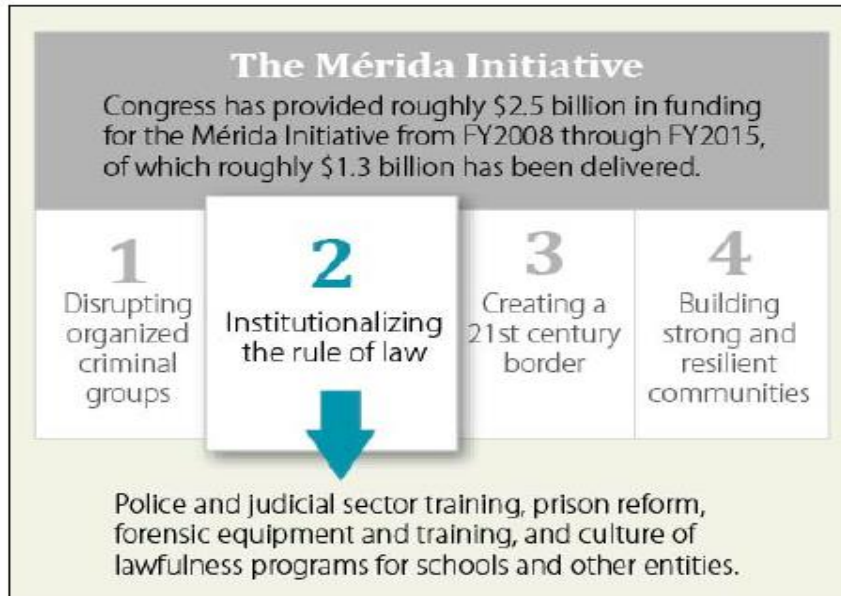 The Mérida Initiative
Congress has provided roughly $2.5 billion in funding
for the Mérida Initiative from FY2008 through FY2015,
of which roughly $1.3 billion has been delivered.
1
Disrupting
organized
criminal
groups
2
Institutionalizing
the rule of law
3
Creating a
21st century
border
4
Building
strong and
resilient
communities
Police and judicial sector training, prison reform,
forensic equipment and training, and culture of
lawfulness programs for schools and other entities.